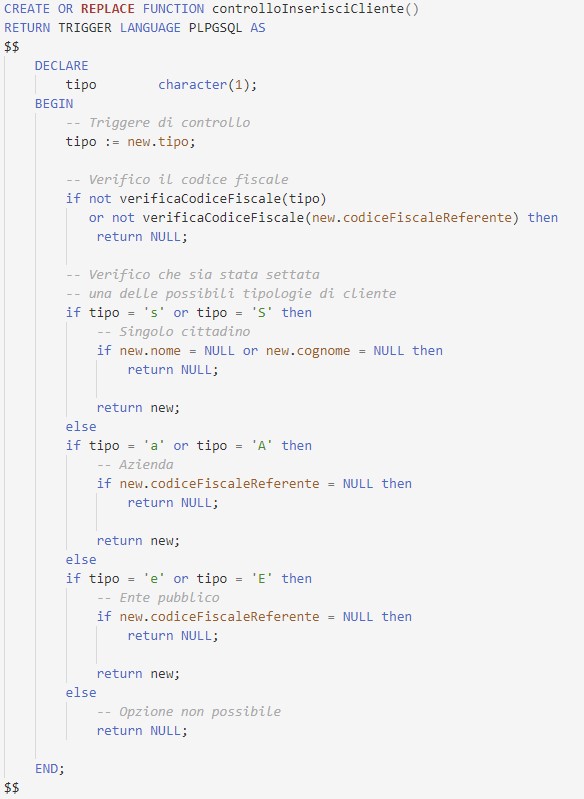 CREATE OR REPLACE FUNCTION controlloInserisciCliente()
RETURN TRIGGER LANGUAGE PLPGSQL AS
$$
DECLARE
tipo character(1);
BEGIN
-- Triggere di controllo
tipo := new.tipo;
-- Verifico il codice fiscale
if not verificaCodiceFiscale(tipo)
or not verificaCodiceFiscale(new.codiceFiscaleReferente) then
return NULL;
-- Verifico che sia stata settata
-- una delle possibili tipologie di cliente
if tipo = 's' or tipo = 'S' then
-- Singolo cittadino
if new.nome = NULL or new.cognome = NULL then
return NULL;
return new;
else
if tipo = 'a' or tipo = 'A' then
-- Azienda
if new.codiceFiscaleReferente = NULL then
return NULL;
return new;
else
if tipo = 'e' or tipo = 'E' then
-- Ente pubblico
if new.codiceFiscaleReferente = NULL then
return NULL;
return new;
else
-- Opzione non possibile
return NULL;
END;
$$